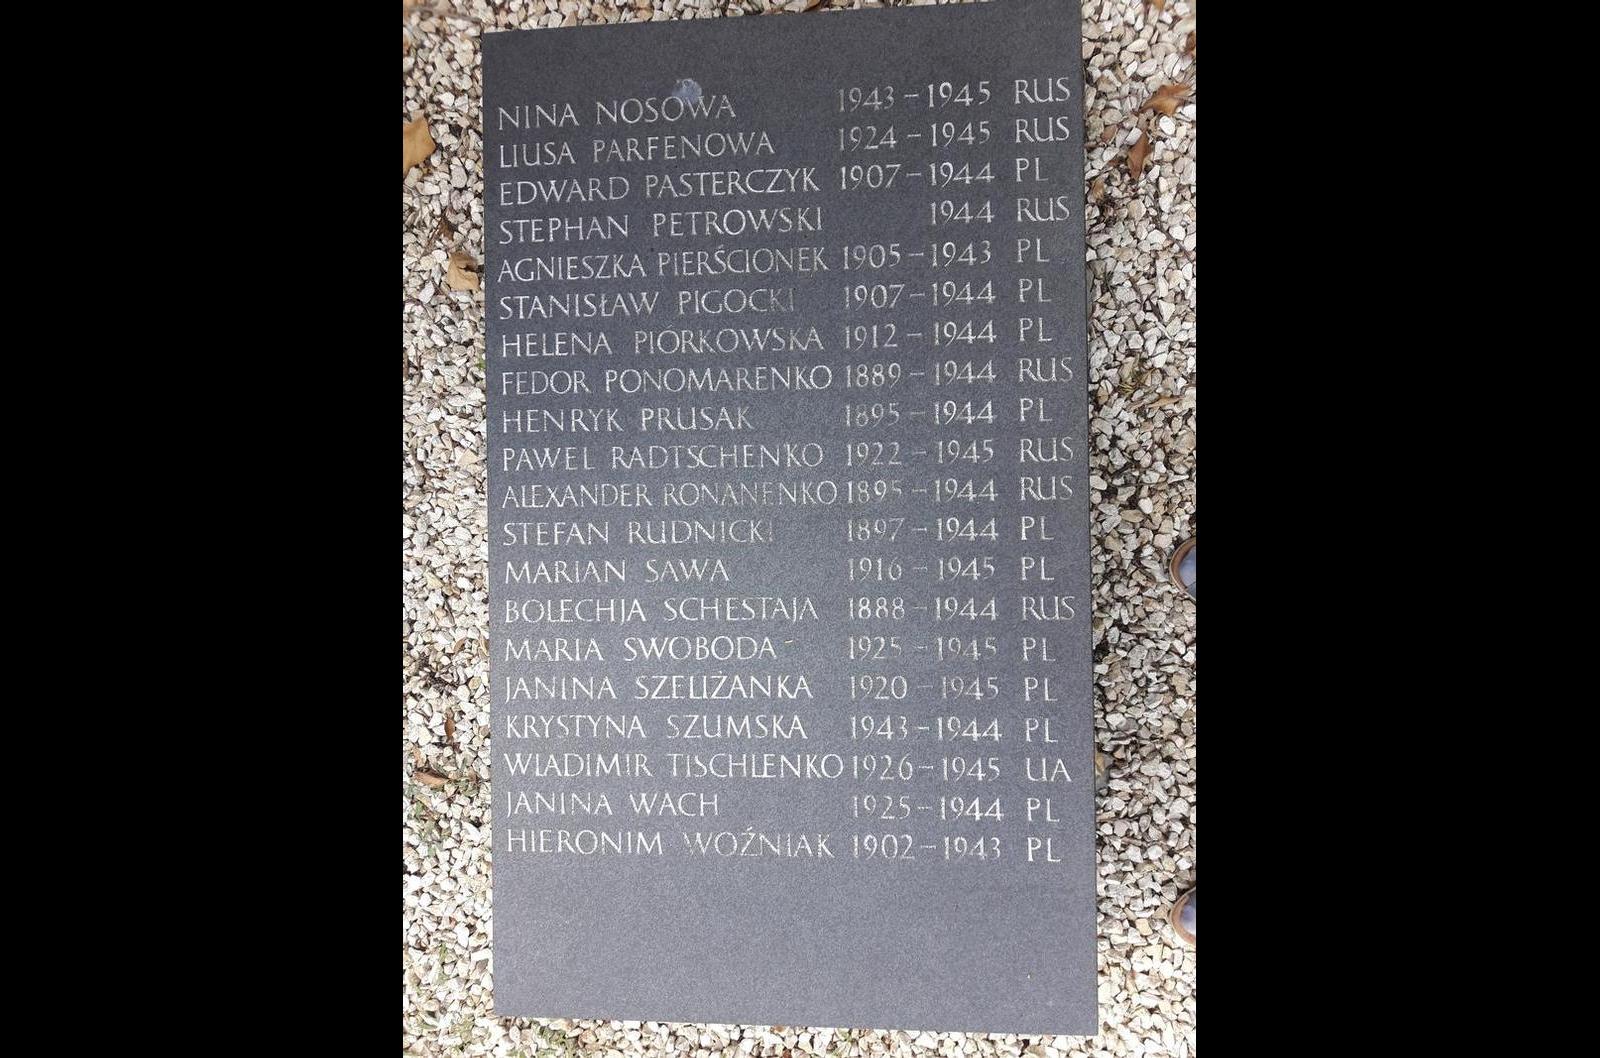 NINA NOSOWA 1943 – 1945 RUS
LIUSA PARFENOWA 1924 – 1945 RUS
EDWARD PASTERCZYK 1907 – 1944 PL
STEPHAN PETROWSKI 1944 RUS
AGNIESZKA PIERŚCIONEK 1905 – 1943 PL
STANISŁAW PIGOCKI 1907 – 1944 PL
HELENA PIÓRKOWSKA 1912 – 1944 PL
FEDOR PONOMARENKO 1889 – 1944 RUS
HENRYK PRUSAK 1895 – 1944 PL
PAWEL RADTSCHENKO 1922 – 1945 RUS
ALEXANDER RONANENKO 1895 – 1944 RUS
STEFAN RUDNICKI 1897 – 1944 PL
MARIAN SAWA 1916 – 1945 PL
BOLECHJA SCHESTAJA 1888 – 1944 RUS
MARIA SWOBODA 1925 – 1945 PL
JANINA SZELIŻANKA 1920 – 1945 PL
KRYSTYNA SZUMSKA 1943 – 1944 PL
WLADIMIR TISCHLENKO 1926 – 1945 UA
JANINA WACH 1925 – 1944 PL
HIERONIM WOŹNIAK 1902 – 1943 PL